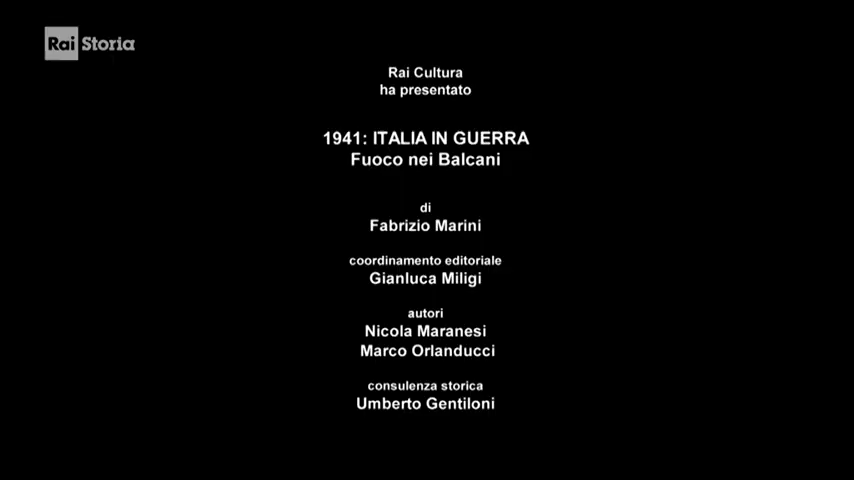 Rai Storia
Rai Cultura
ha presentato
1941: ITALIA IN GUERRA
Fuoco nei Balcani
di
Fabrizio Marini
coordinamento editoriale
Gianluca Miligi
autori
Nicola Maranesi
Marco Orlanducci
consulenza storica
Umberto Gentiloni